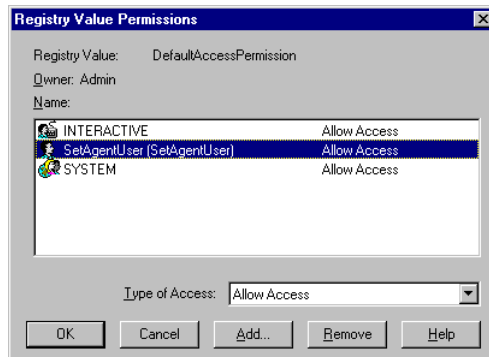 Registry Value Permissions
Registry Value: DefaultAccessPermission
Owner: Admin
Name:
INTERACTIVE Allow Access
SetAgentUser (SetAgentUser) Allow Access
SYSTEM Allow Access
Type of Access: Allow Access
OK Cancel Add... Remove Help